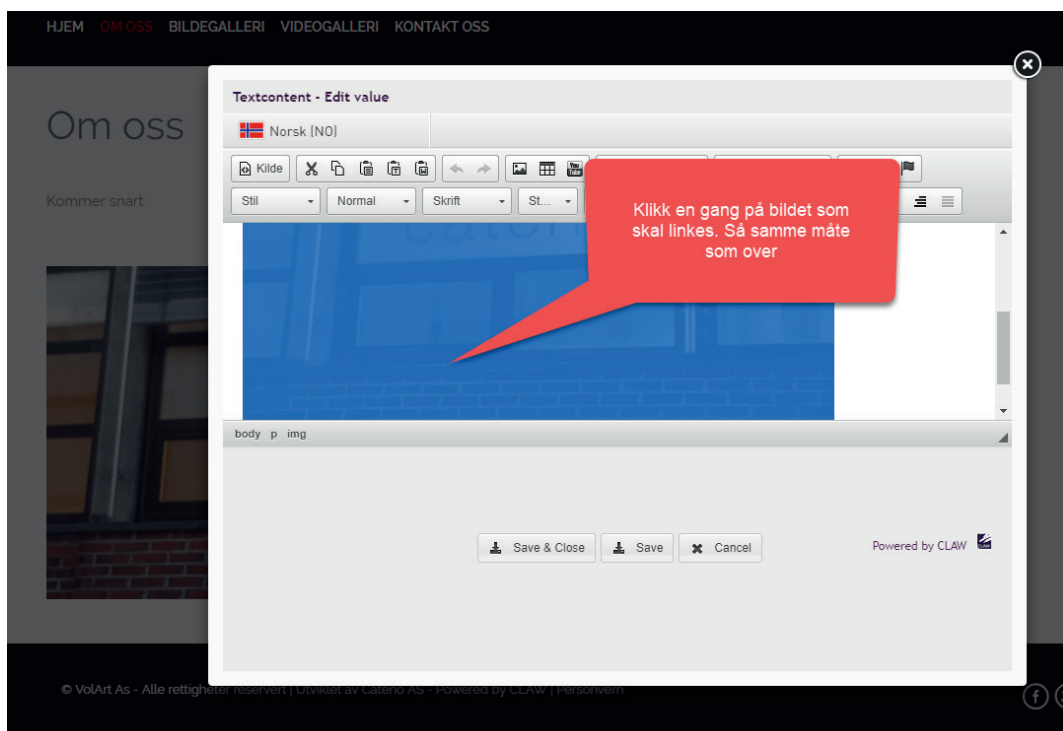 HJEM OM OSS BILDEGALLERI VIDEOGALLERI KONTAKT OSS
Textcontent - Edit value
Om oss
Norsk (NO)
Kilde
You
Tube
Kommer snart
Stil Normal Skrift St...
Klikk en gang på bildet som
skal linkes. Så samme måte
som over
body p img
Save & Close Save Cancel
Powered by CLAW
© VolArt As - Alle rettigheter reservert | Utviklet av Cateno AS - Powered by CLAW | Personvern